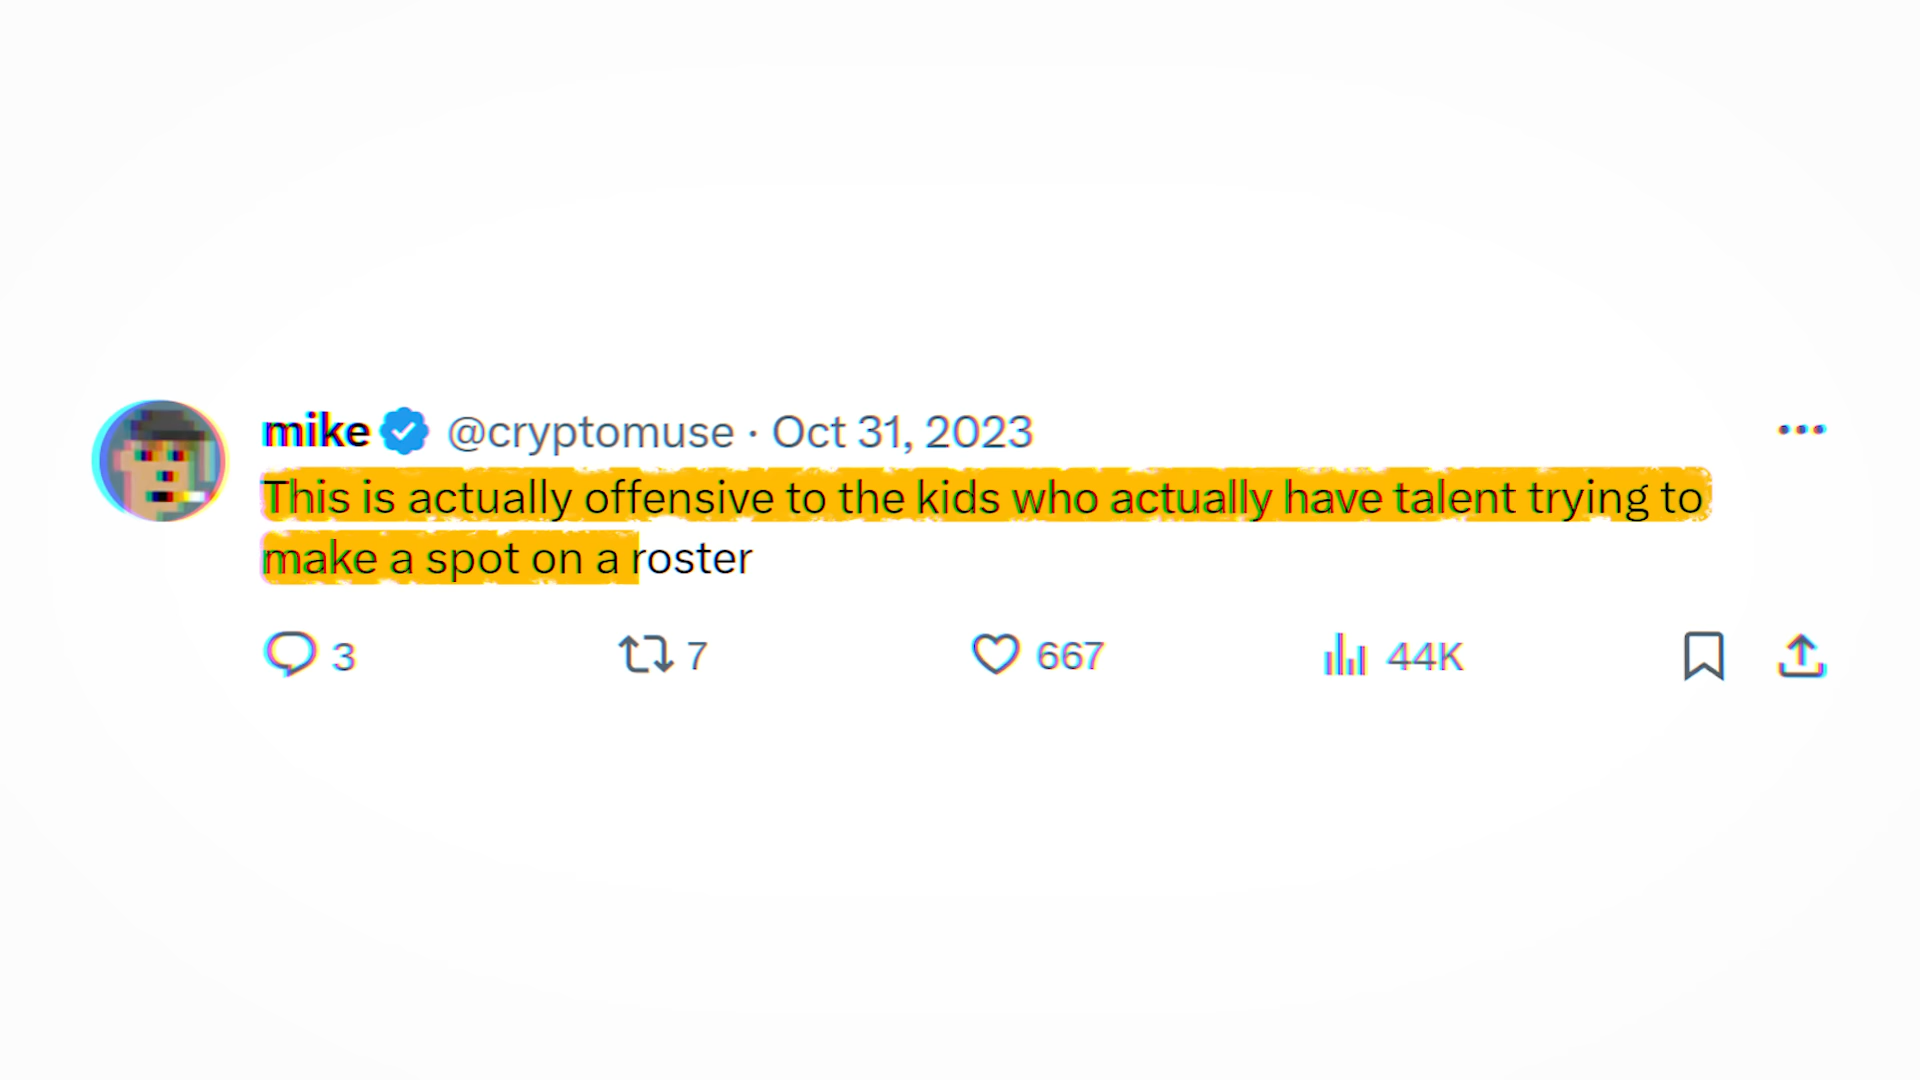 mike @cryptomuse · Oct 31, 2023
This is actually offensive to the kids who actually have talent trying to
make a spot on a roster
3 7 667 44K